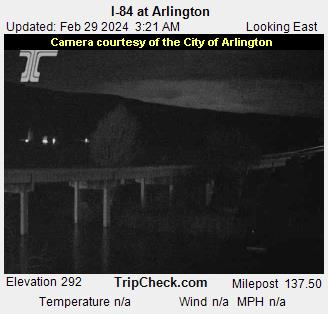 I-84 at Arlington
Updated: Feb 29 2024 3:21 AM Looking East
Camera courtesy of the City of Arlington
Elevation 292 TripCheck.com Milepost 137.50
Temperature n/a Wind n/a MPH n/a